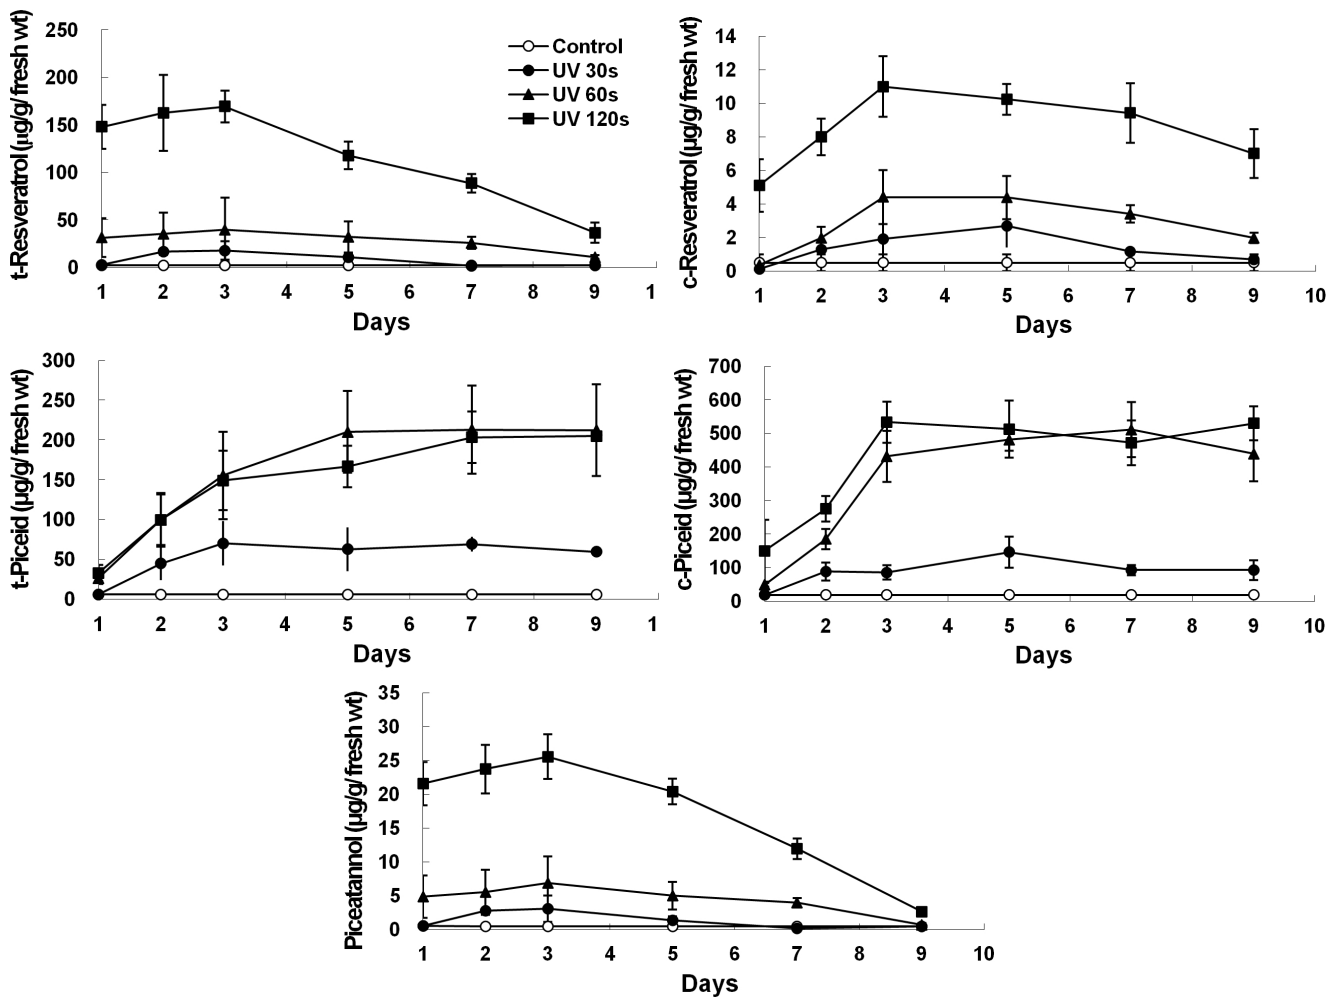 t-Resveratrol (μg/g/fresh wt)
250
200
150
100
50
0
Control
UV 30s
UV 60s
UV 120s
1 2 3 4 5 6 7 8 9 1
Days
c-Resveratrol (μg/g/fresh wt)
14
12
10
8
6
4
2
0
1 2 3 4 5 6 7 8 9 10
Days
t-Piceid (μg/g/fresh wt)
300
250
200
150
100
50
0
1 2 3 4 5 6 7 8 9 1
Days
c-Piceid (μg/g/fresh wt)
700
600
500
400
300
200
100
0
1 2 3 4 5 6 7 8 9 10
Days
Piceatannol (μg/g/fresh wt)
35
30
25
20
15
10
5
0
1 2 3 4 5 6 7 8 9 10
Days